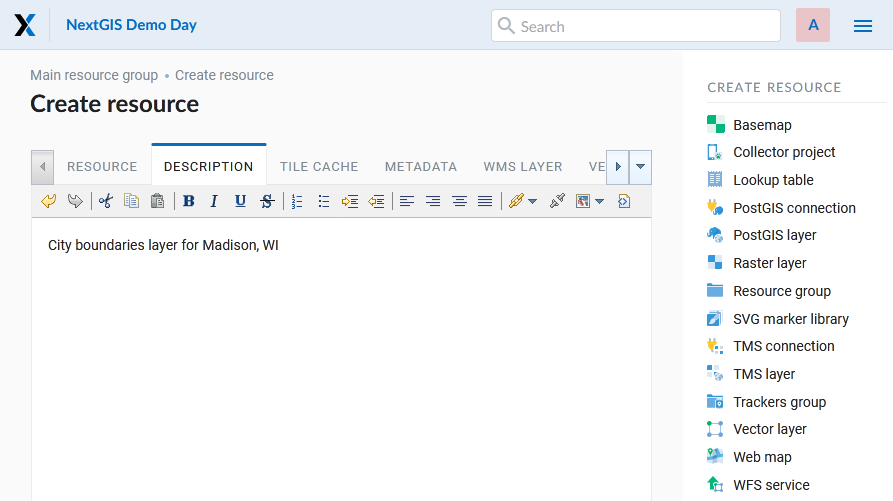 NextGIS Demo Day
Search
A
Main resource group • Create resource
Create resource
RESOURCE DESCRIPTION TILE CACHE METADATA WMS LAYER VE
B I U S
City boundaries layer for Madison, WI
CREATE RESOURCE
Basemap
Collector project
Lookup table
PostGIS connection
PostGIS layer
Raster layer
Resource group
SVG marker library
TMS connection
TMS layer
Trackers group
Vector layer
Web map
WFS service